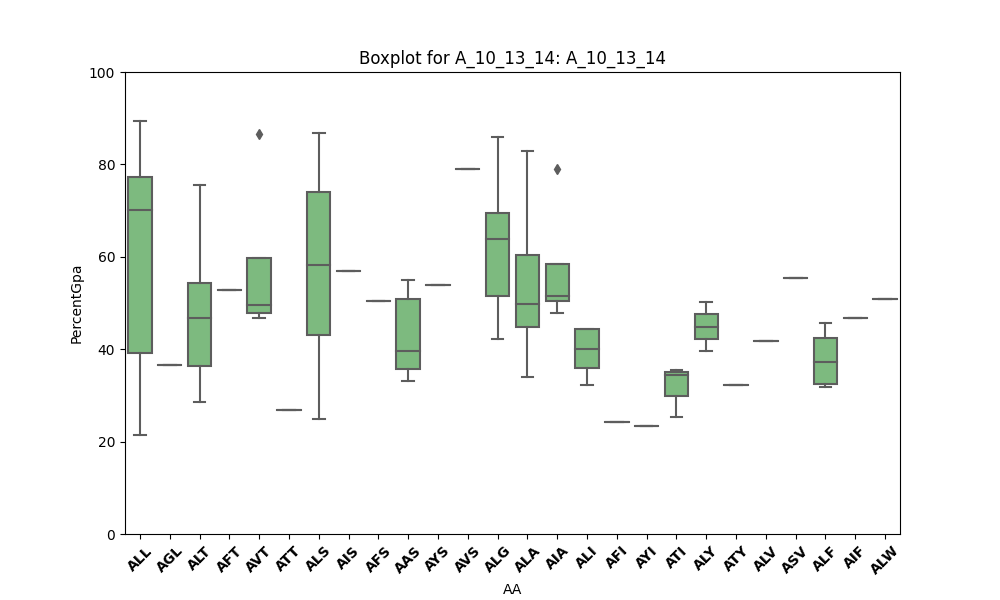 Boxplot for A_10_13_14: A_10_13_14
100
80
60
40
20
0
PercentGpa
ALL AGL ALT AFT AVT ATT ALS AIS AFS AAS AYS AVS ALG ALA AIA ALI AFI AYI ATI ALY ATY ALV ASV ALF AIF ALW
AA